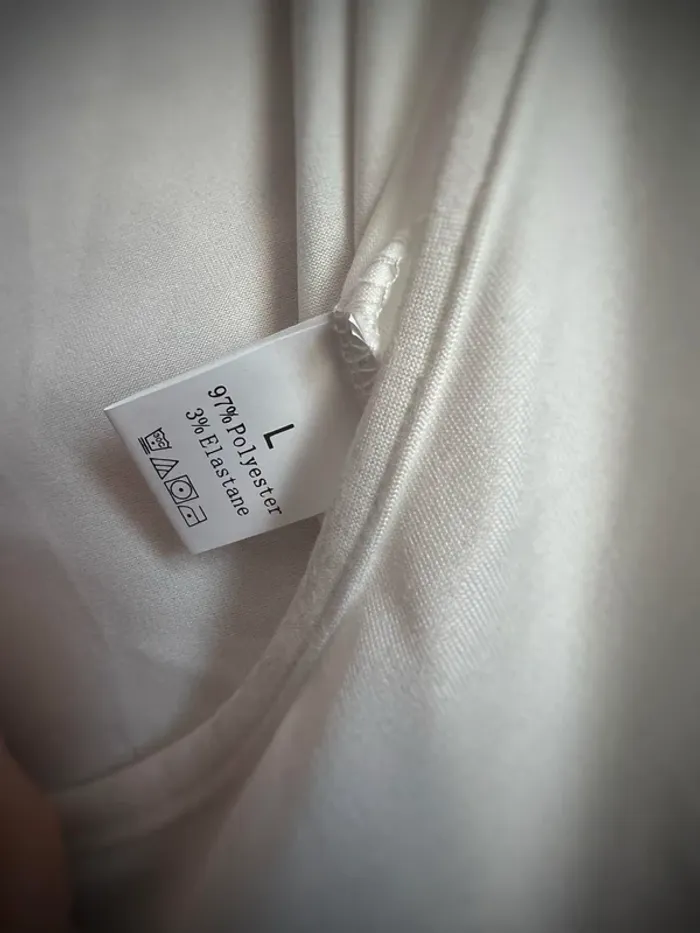 L
97% Polyester
3% Elastane